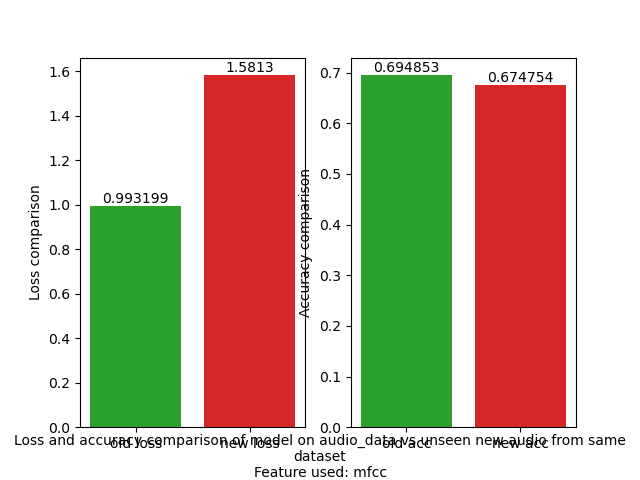 1.5813
0.993199
Loss comparison
1.6
1.4
1.2
1.0
0.8
0.6
0.4
0.2
0.0
old loss
new loss
0.694853
0.674754
Accuracy comparison
0.7
0.6
0.5
0.4
0.3
0.2
0.1
0.0
old acc
new acc
Loss and accuracy comparison of model on audio_data vs unseen new audio from same
dataset
Feature used: mfcc